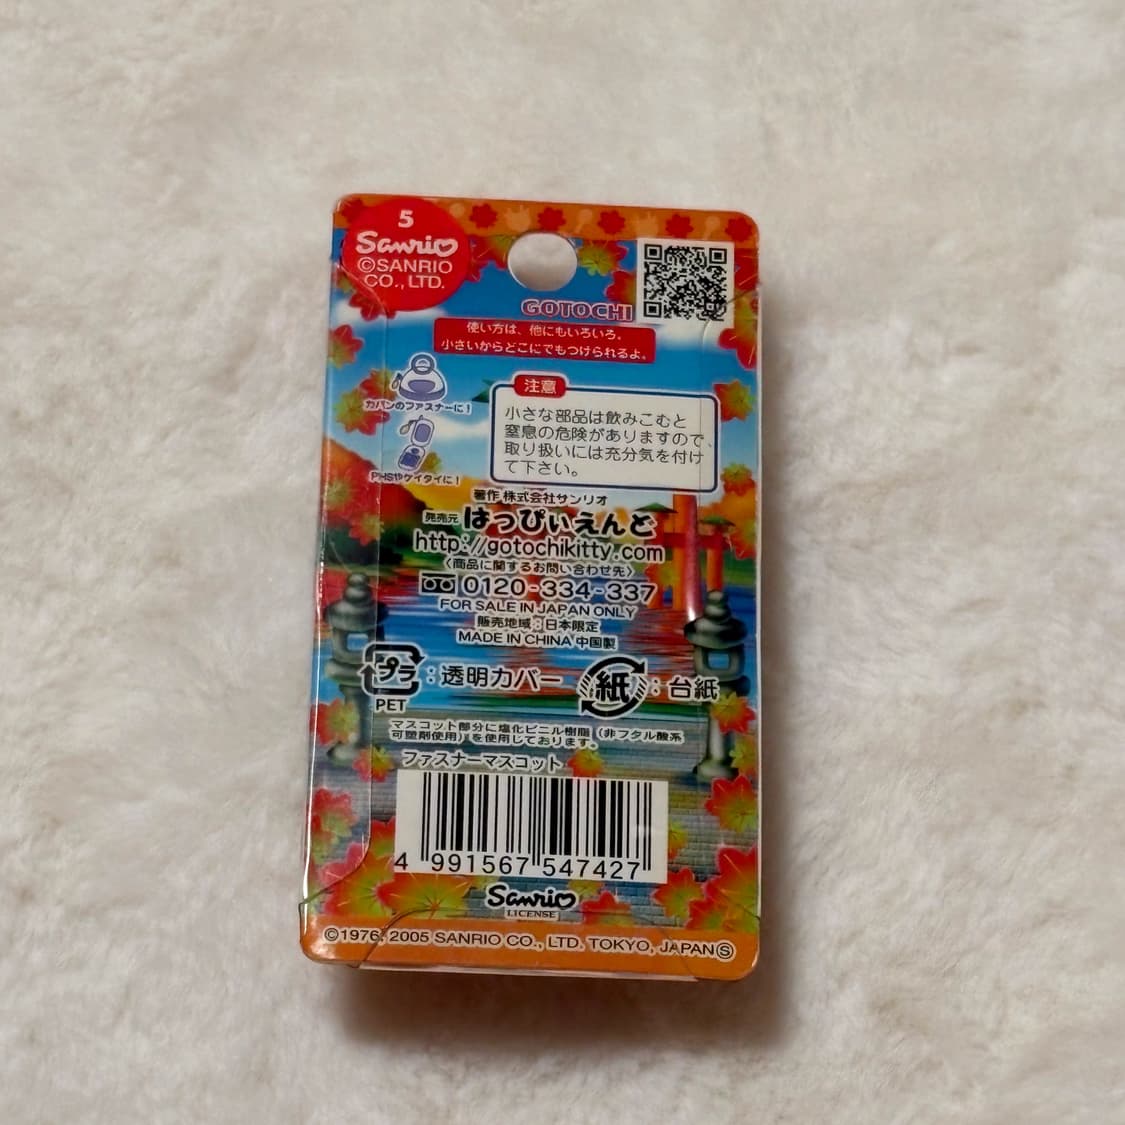 5
Sanrio
©SANRIO
CO., LTD.
GOTOCHI
使い方は、他にもいろいろ。
小さいからどこにでもつけられるよ。
カバンのファスナーに!
PHSやケイタイに!
注意
小さな部品は飲みこむと
窒息の危険がありますので、
取り扱いには充分気を付け
て下さい。
著作 株式会社サンリオ
発売元 はっぴぃえんど
http://gotochikitty.com
〈商品に関するお問い合わせ先〉
0120-334-337
FOR SALE IN JAPAN ONLY
販売地域:日本限定
MADE IN CHINA 中国製
プラ:透明カバー 紙:台紙
PET
マスコット部分に塩化ビニル樹脂(非フタル酸系
可塑剤使用)を使用しております。
ファスナーマスコット
4 991567 547427
Sanrio
LICENSE
©1976, 2005 SANRIO CO., LTD. TOKYO, JAPAN Ⓢ